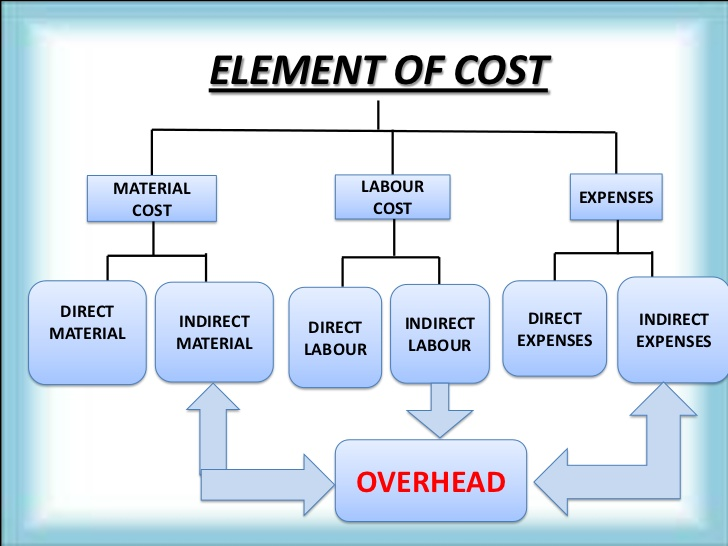 ELEMENT OF COST
MATERIAL
COST
LABOUR
COST
EXPENSES
DIRECT
MATERIAL
INDIRECT
MATERIAL
DIRECT
LABOUR
INDIRECT
LABOUR
DIRECT
EXPENSES
INDIRECT
EXPENSES
OVERHEAD